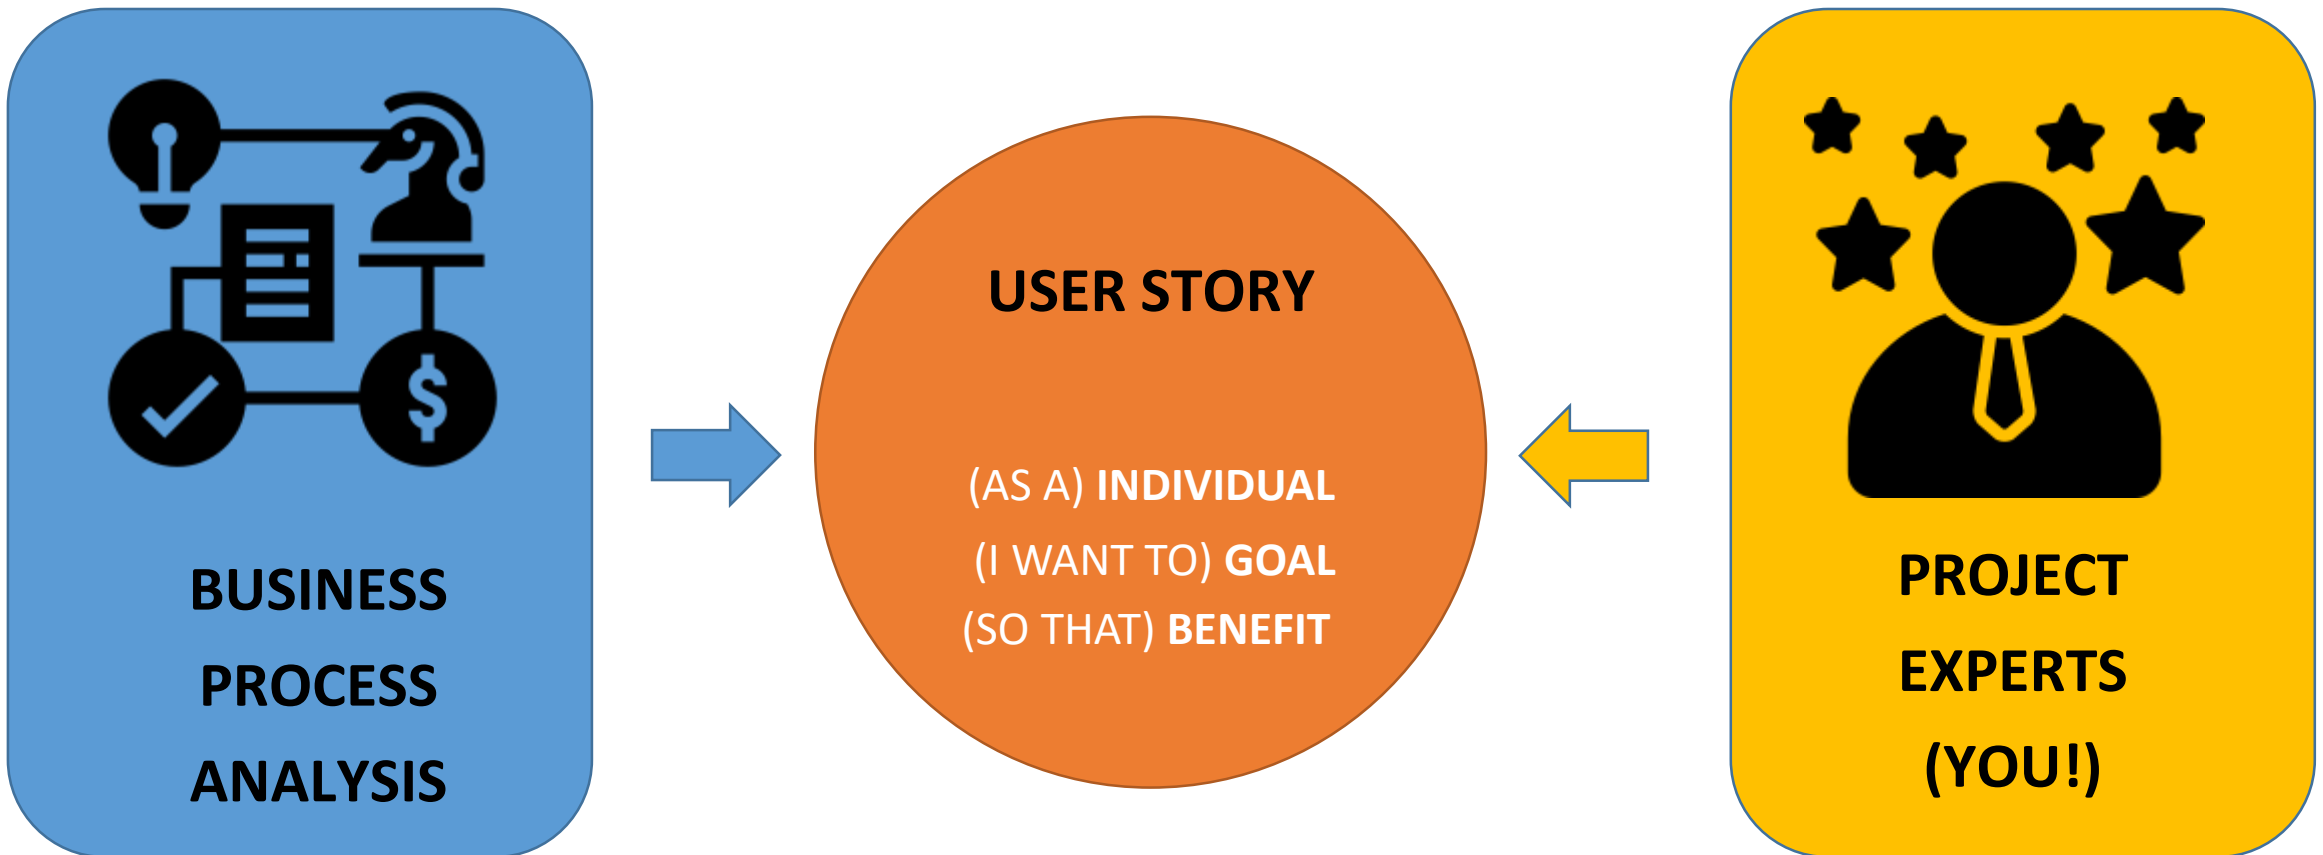 BUSINESS
PROCESS
ANALYSIS
USER STORY
(AS A) INDIVIDUAL
(I WANT TO) GOAL
(SO THAT) BENEFIT
PROJECT
EXPERTS
(YOU!)